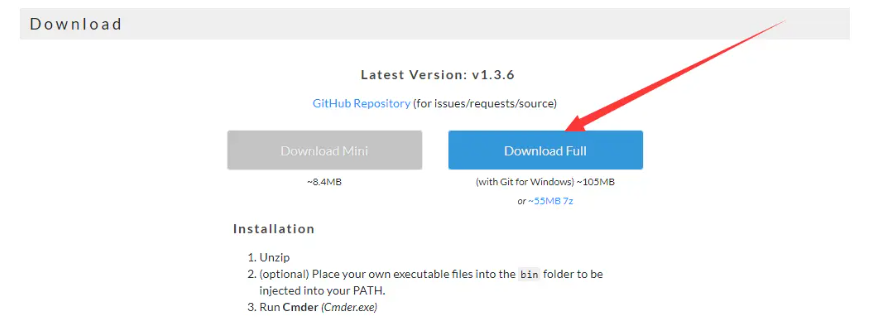 Download
Latest Version: v1.3.6
GitHub Repository (for issues/requests/source)
Download Mini
Download Full
~8.4MB
(with Git for Windows) ~105MB
or ~55MB 7z
Installation
1. Unzip
2. (optional) Place your own executable files into the bin folder to be
injected into your PATH.
3. Run Cmder (Cmder.exe)